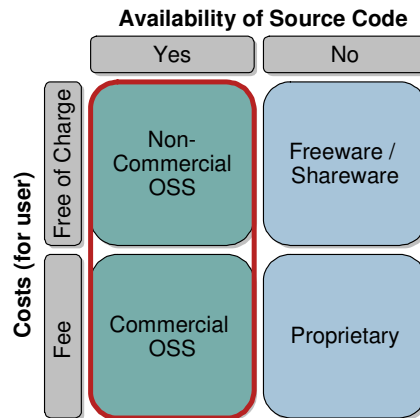 Availability of Source Code
Yes
No
Costs (for user)
Free of Charge
Non-
Commercial
OSS
Freeware /
Shareware
Fee
Commercial
OSS
Proprietary